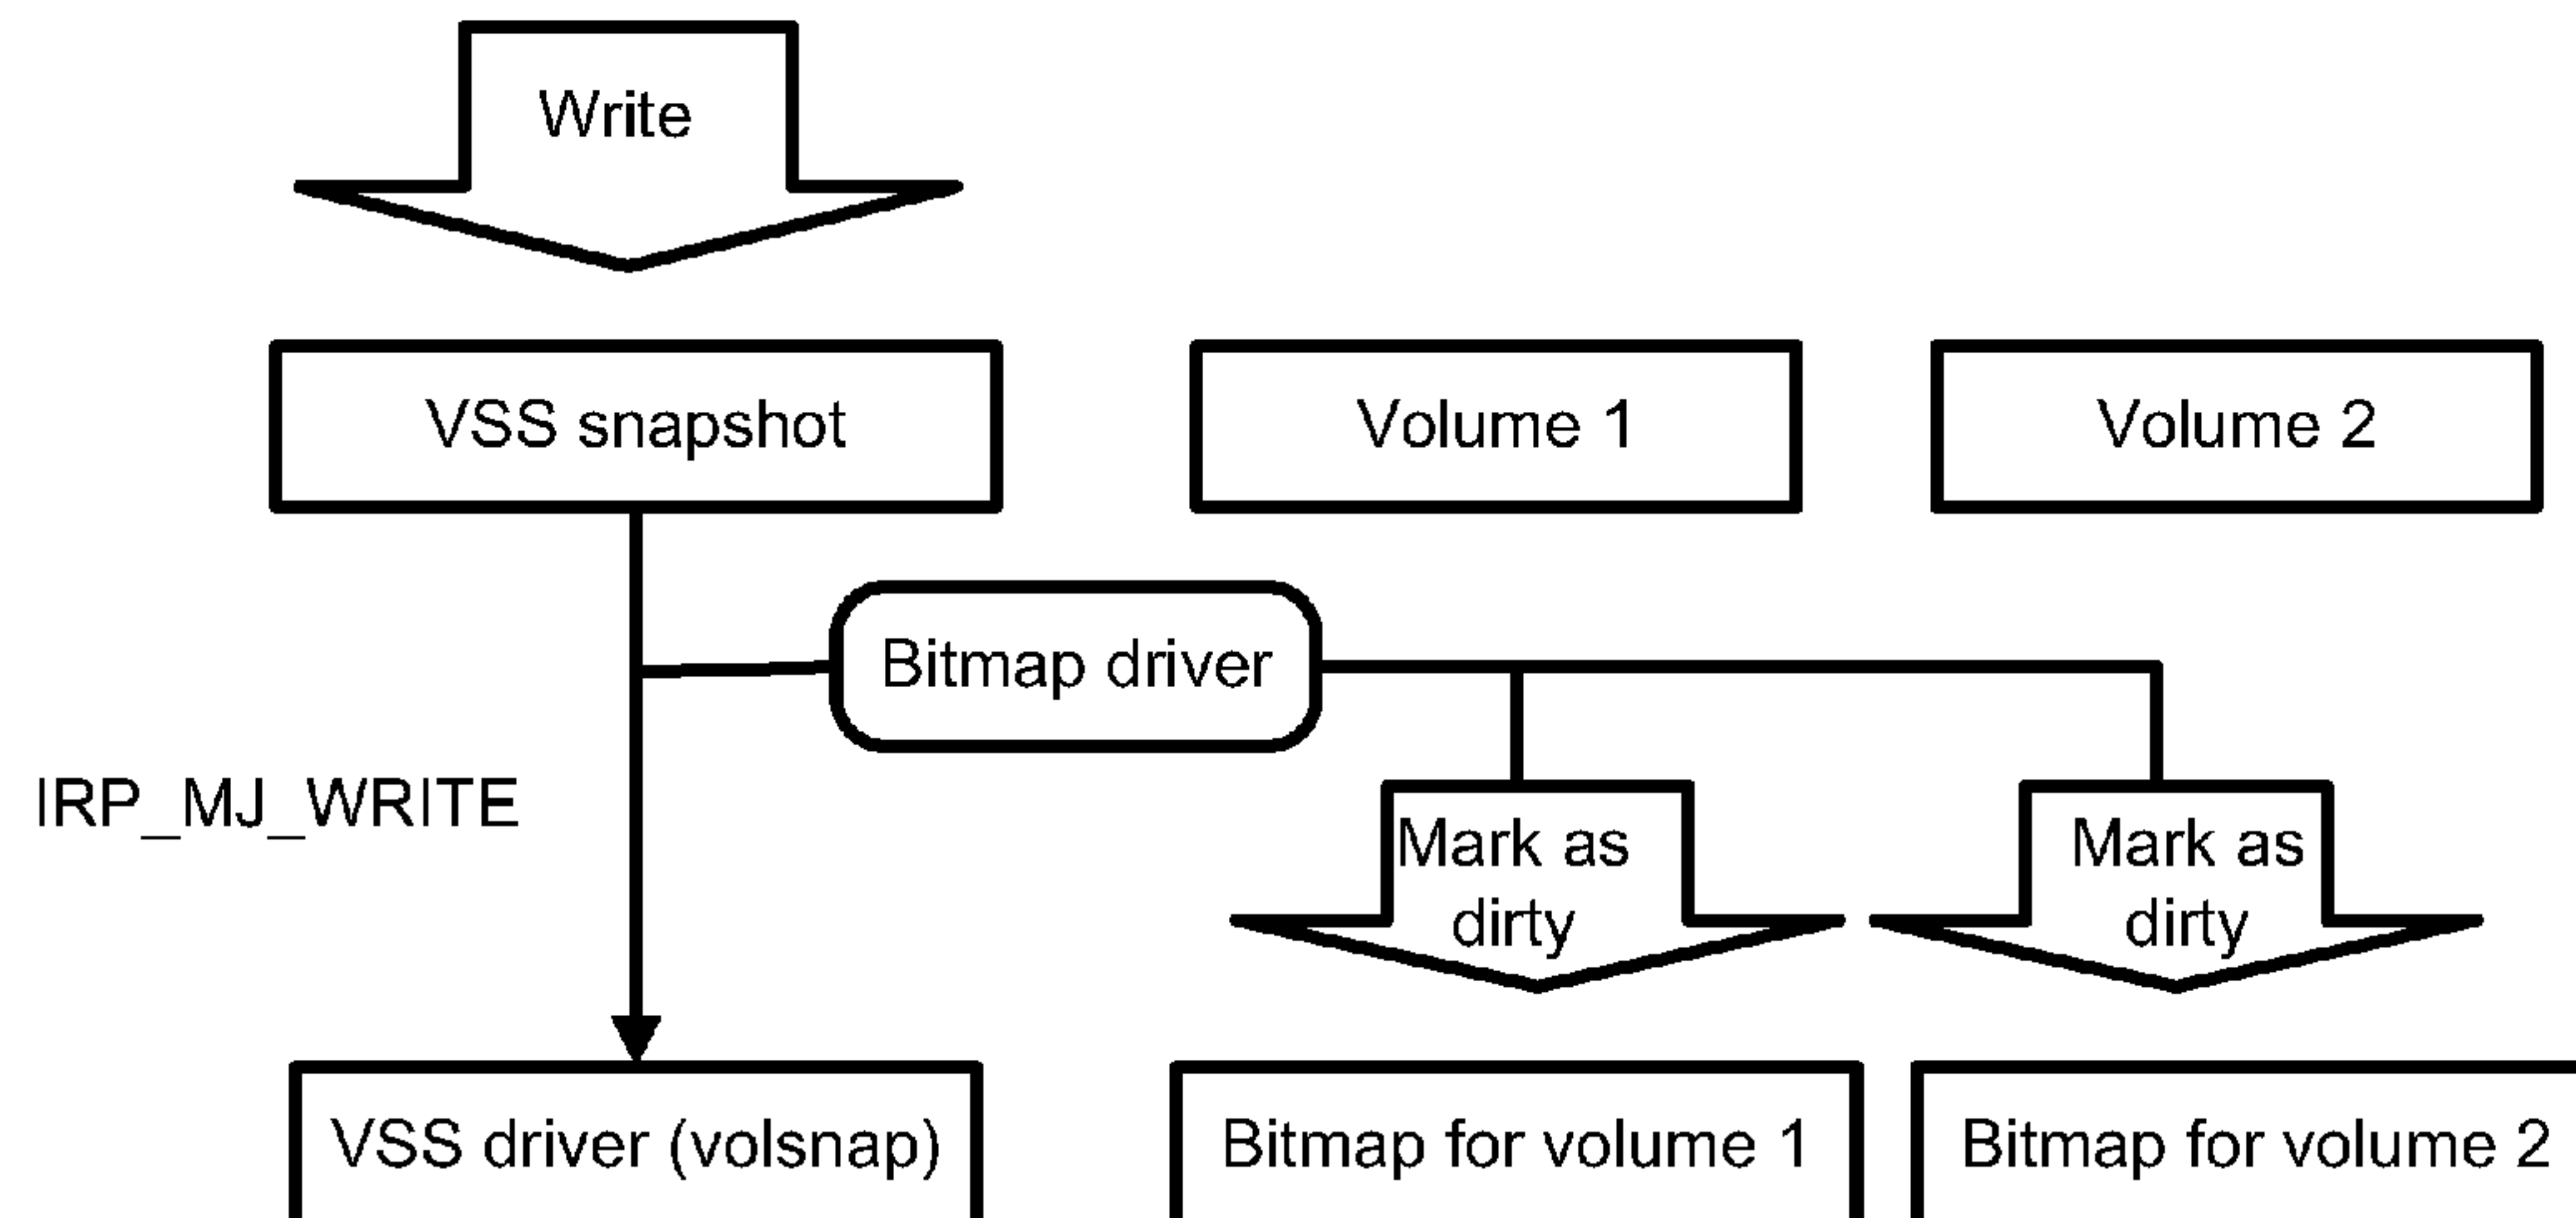 Write
VSS snapshot
Volume 1
Volume 2
Bitmap driver
IRP_MJ_WRITE
Mark as
dirty
Mark as
dirty
VSS driver (volsnap)
Bitmap for volume 1
Bitmap for volume 2